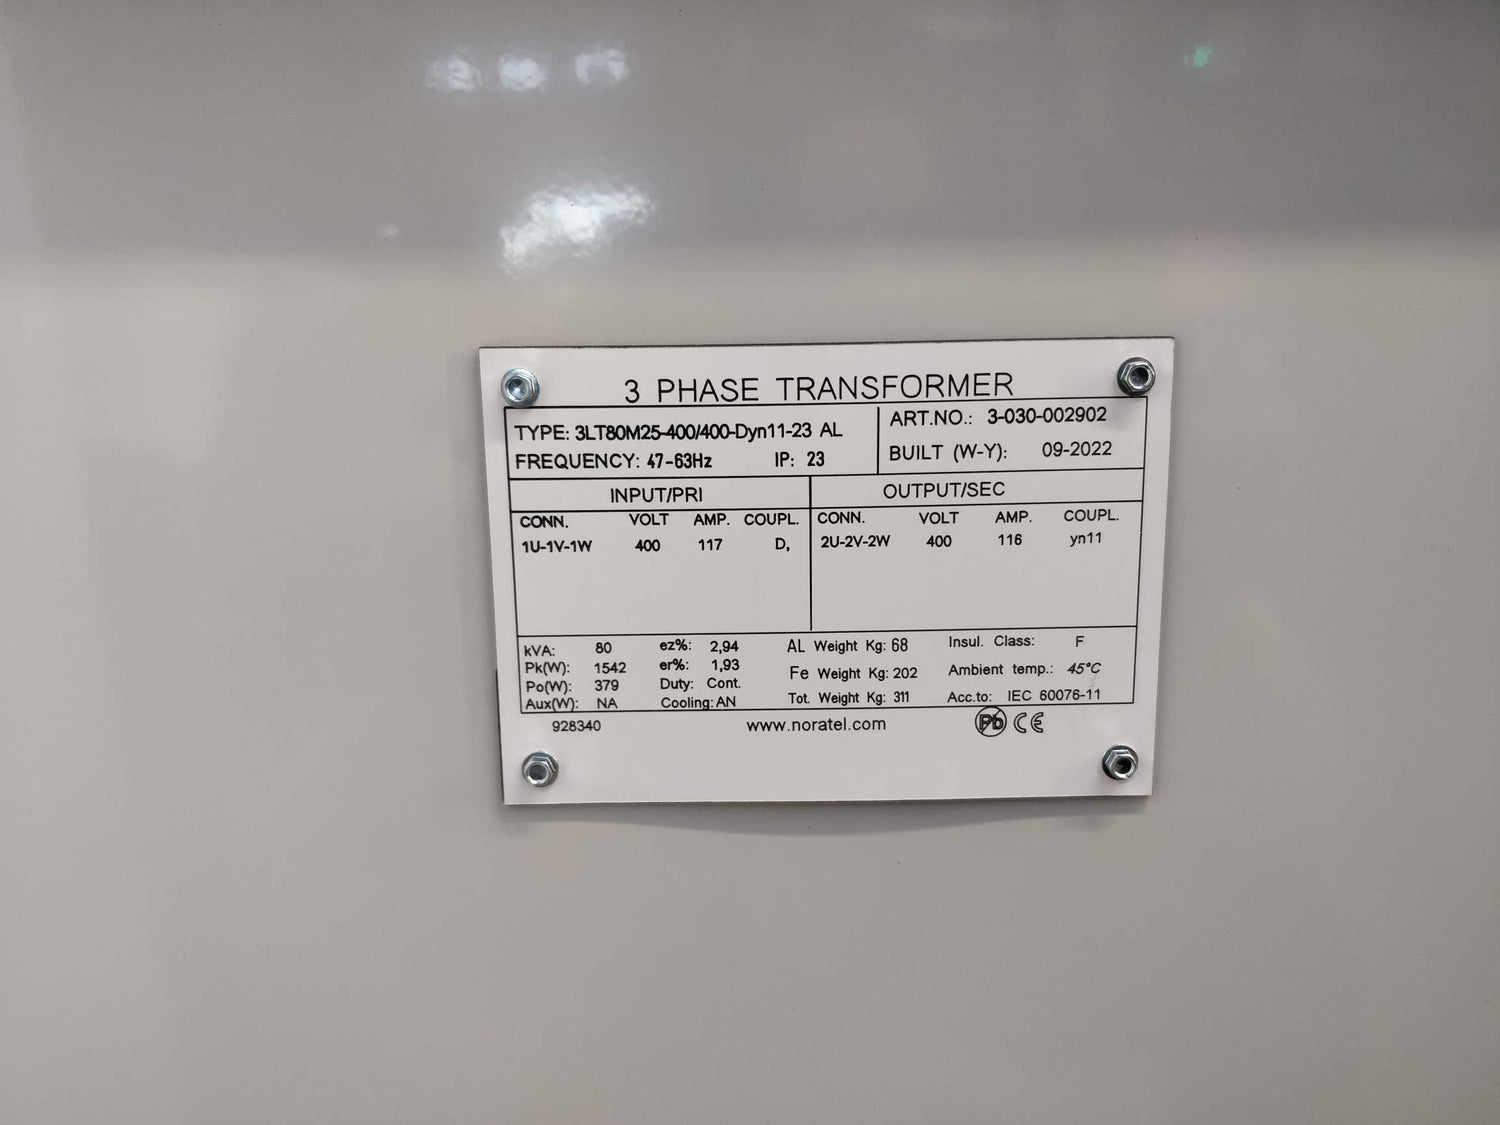 3 PHASE TRANSFORMER
TYPE: 3LT80M25-400/400-Dyn11-23 AL
FREQUENCY: 47-63Hz IP: 23
ART.NO.: 3-030-002902
BUILT (W-Y): 09-2022
INPUT/PRI
CONN. VOLT AMP. COUPL.
1U-1V-1W 400 117 D,
OUTPUT/SEC
CONN. VOLT AMP. COUPL.
2U-2V-2W 400 116 yn11
kVA: 80 ez%: 2,94 AL Weight Kg: 68 Insul. Class: F
Pk(W): 1542 er%: 1,93 Fe Weight Kg: 202 Ambient temp.: 45°C
Po(W): 379 Duty: Cont. Tot. Weight Kg: 311 Acc.to: IEC 60076-11
Aux(W): NA Cooling: AN
928340 www.noratel.com Pb CE